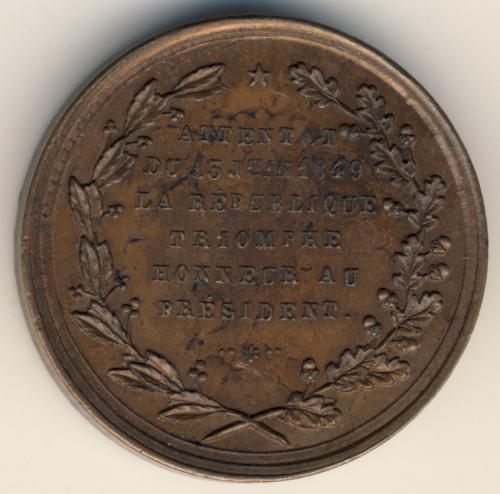 ATTENTAT
DU 13 JUIN 1849
LA RÉPUBLIQUE
TRIOMPHE
HONNEUR AU
PRÉSIDENT.